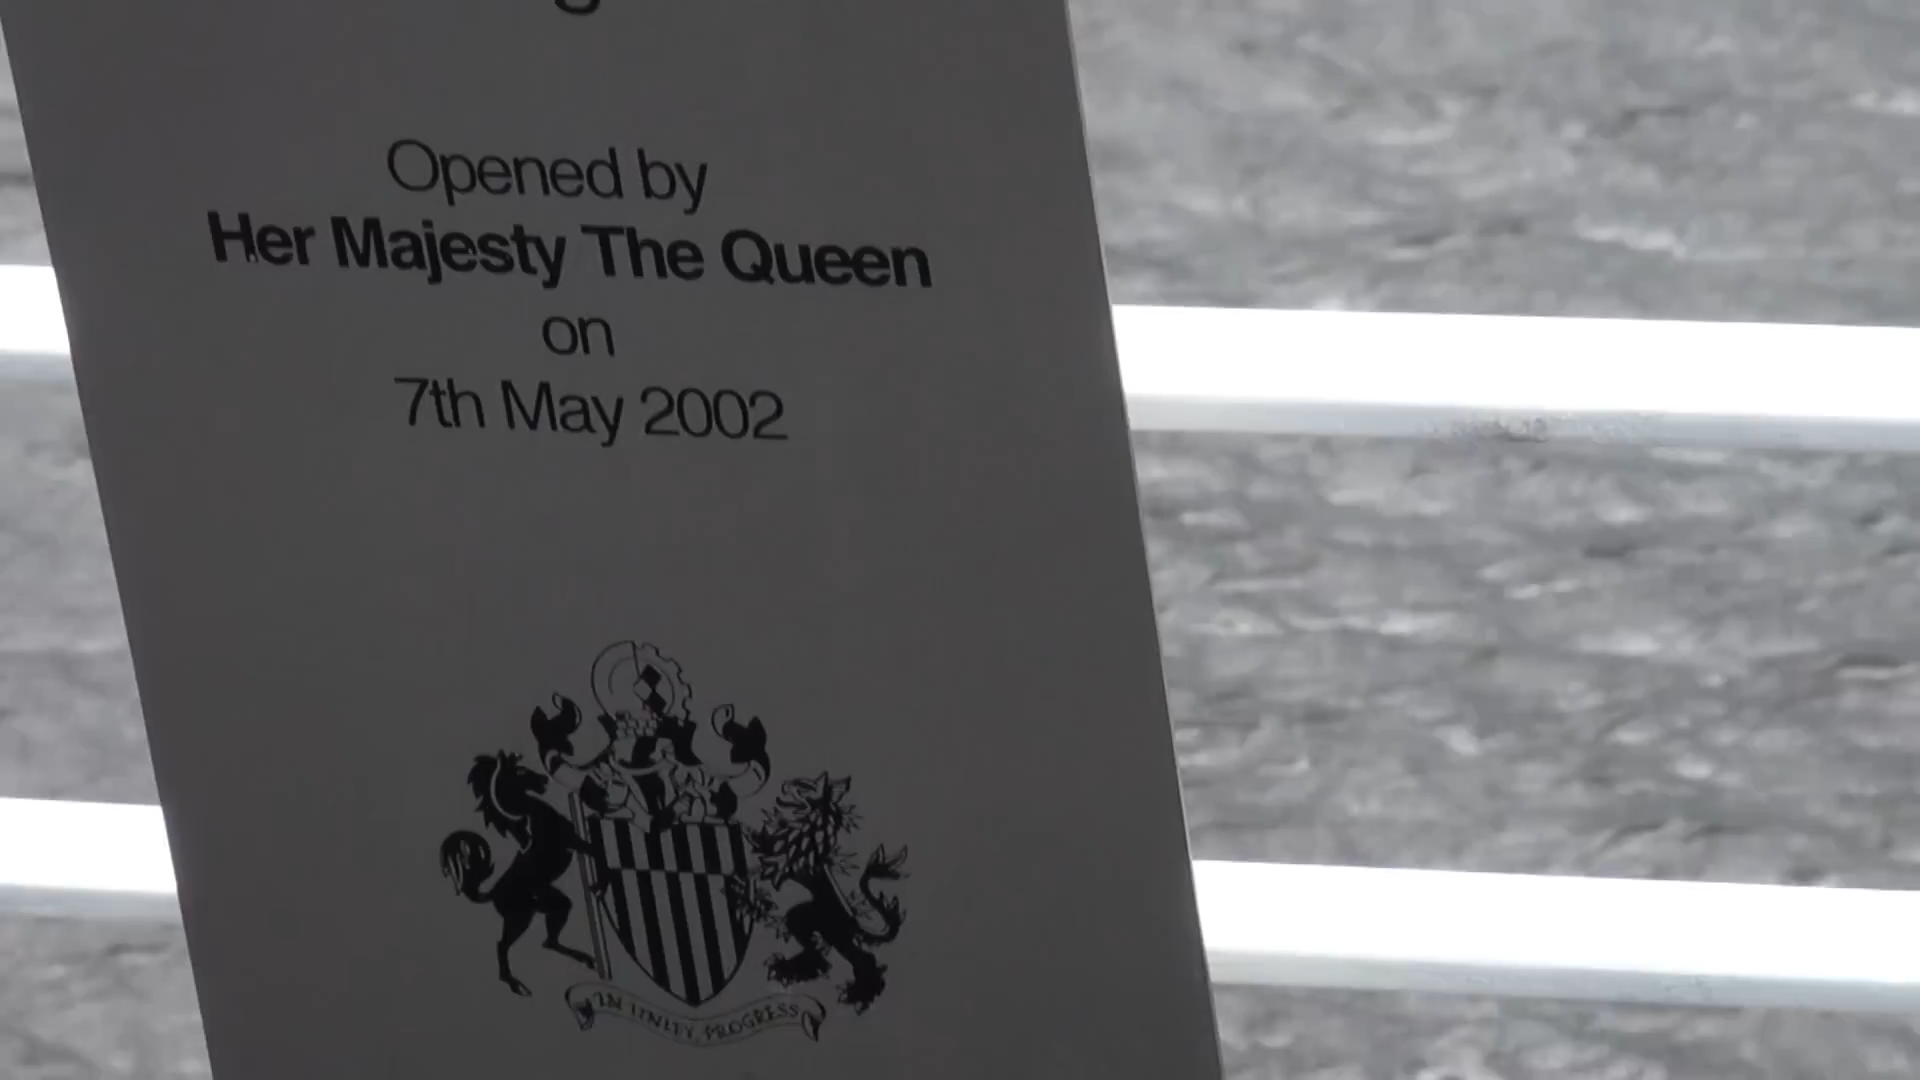 Opened by
Her Majesty The Queen
on
7th May 2002
IN UNITY, PROGRESS